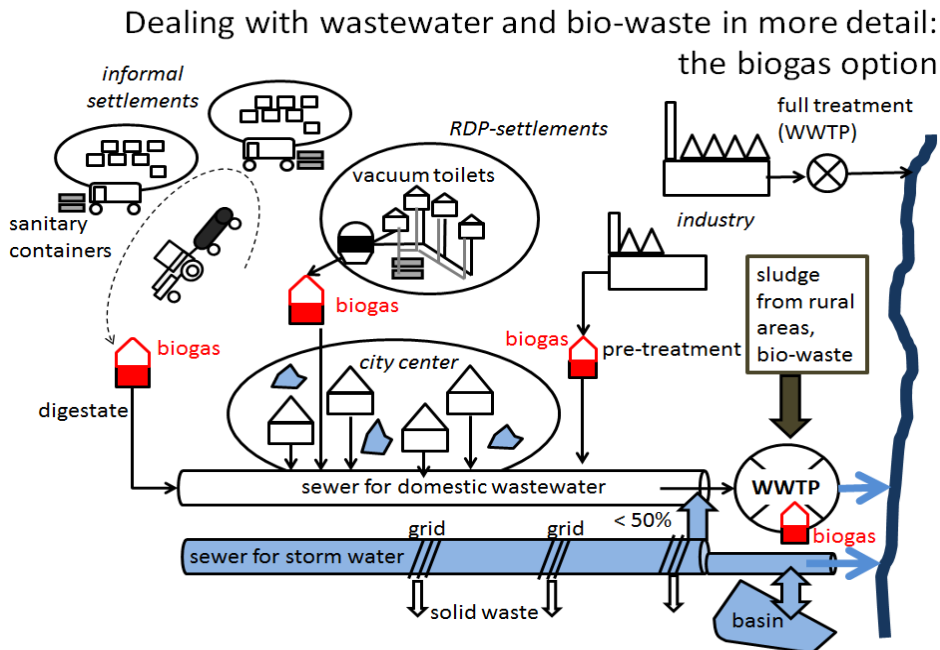 Dealing with wastewater and bio-waste in more detail:
the biogas option
informal
settlements
RDP-settlements
full treatment
(WWTP)
vacuum toilets
sanitary
containers
industry
sludge
from rural
areas,
bio-waste
biogas
biogas
biogas
pre-treatment
city center
digestate
sewer for domestic wastewater
WWTP
< 50%
grid
grid
biogas
sewer for storm water
solid waste
basin